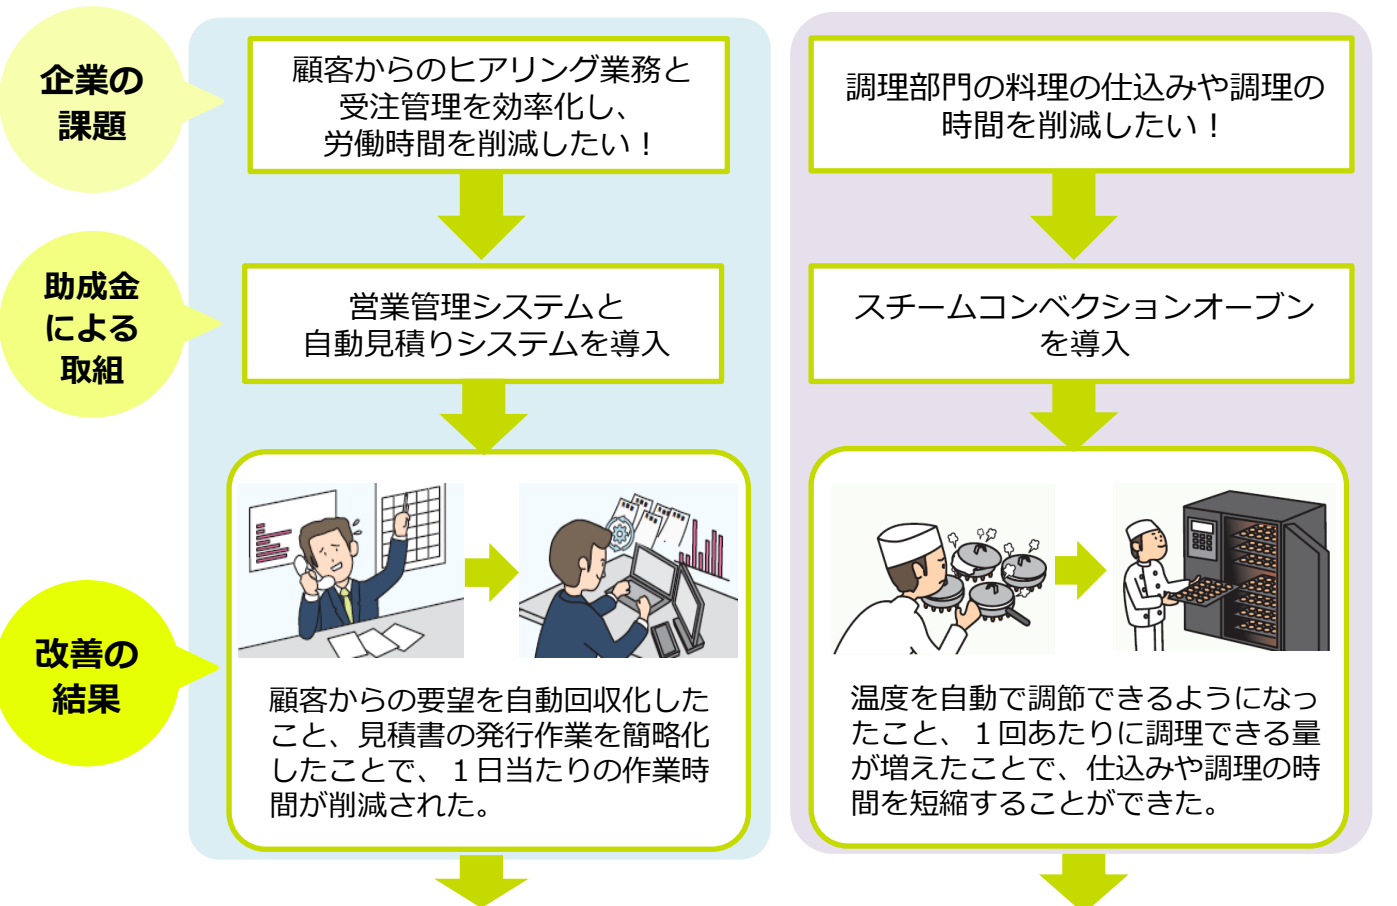 企業の
課題
顧客からのヒアリング業務と
受注管理を効率化し、
労働時間を削減したい！
調理部門の料理の仕込みや調理の
時間を削減したい！
助成金
による
取組
営業管理システムと
自動見積りシステムを導入
スチームコンベクションオーブン
を導入
改善の
結果
顧客からの要望を自動回収化した
こと、見積書の発行作業を簡略化
したことで、１日当たりの作業時
間が削減された。
温度を自動で調節できるようになっ
たこと、１回あたりに調理できる量
が増えたことで、仕込みや調理の時
間を短縮することができた。